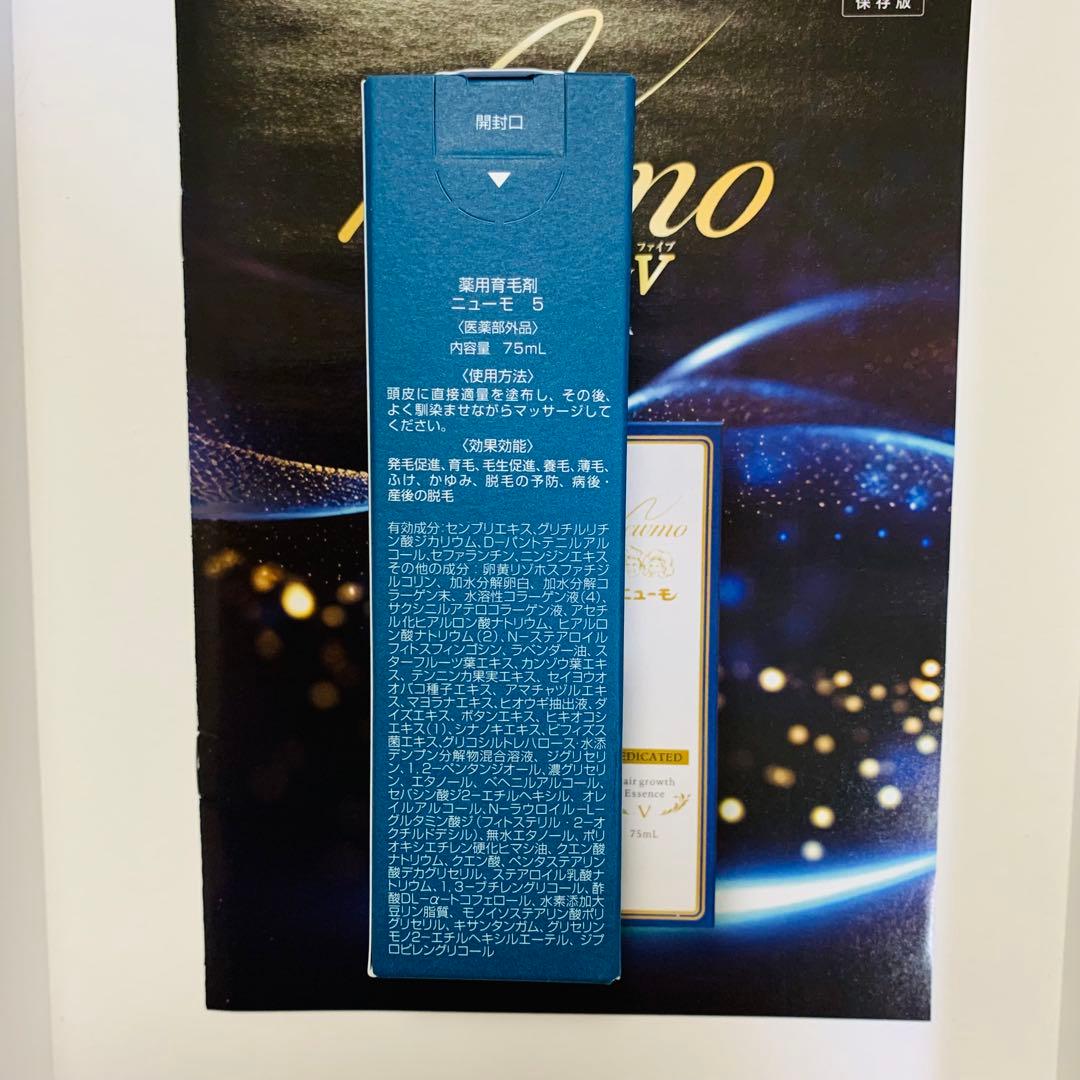 保存版
開封口
mo
ファイブ
V
薬用育毛剤
ニューモ 5
〈医薬部外品〉
内容量 75mL
〈使用方法〉
頭皮に直接適量を塗布し、その後、
よく馴染ませながらマッサージして
ください。
〈効果効能〉
発毛促進、育毛、毛生促進、養毛、薄毛、
ふけ、かゆみ、脱毛の予防、病後・
産後の脱毛
有効成分:センブリエキス、グリチルリチ
ン酸ジカリウム、D-パントテニルアル
コール、セファランチン、ニンジンエキス
その他の成分:卵黄リゾホスファチジ
ルコリン、加水分解卵白、加水分解コ
ラーゲン末、水溶性コラーゲン液(4)、
サクシニルアテロコラーゲン液、アセチ
ル化ヒアルロン酸ナトリウム、ヒアルロ
ン酸ナトリウム(2)、N-ステアロイル
フィトスフィンゴシン、ラベンダー油、ス
ターフルーツ葉エキス、カンゾウ葉エキ
ス、テンニンカ果実エキス、セイヨウオ
オバコ種子エキス、アマチャヅルエキ
ス、マヨラナエキス、ヒオウギ抽出液、ダ
イズエキス、ボタンエキス、ヒキオコシ
エキス(1)、シナノキエキス、ビフィズス
菌エキス、グリコシルトレハロース・水添
デンプン分解物混合溶液、ジグリセリ
ン、1,2-ペンタンジオール、濃グリセリ
ン、エタノール、ベヘニルアルコール、
セバシン酸ジ2-エチルヘキシル、オレ
イルアルコール、N-ラウロイル-L-
グルタミン酸ジ(フィトステリル・2-オ
クチルドデシル)、無水エタノール、ポリ
オキシエチレン硬化ヒマシ油、クエン酸
ナトリウム、クエン酸、ペンタステアリン
酸デカグリセリル、ステアロイル乳酸ナ
トリウム、1,3-ブチレングリコール、酢
酸DL-α-トコフェロール、水素添加大
豆リン脂質、モノイソステアリン酸ポリ
グリセリル、キサンタンガム、グリセリン
モノ2-エチルヘキシルエーテル、ジプ
ロピレングリコール
ewmo
ニューモ
EDICATED
air growth
Essence
V
75mL